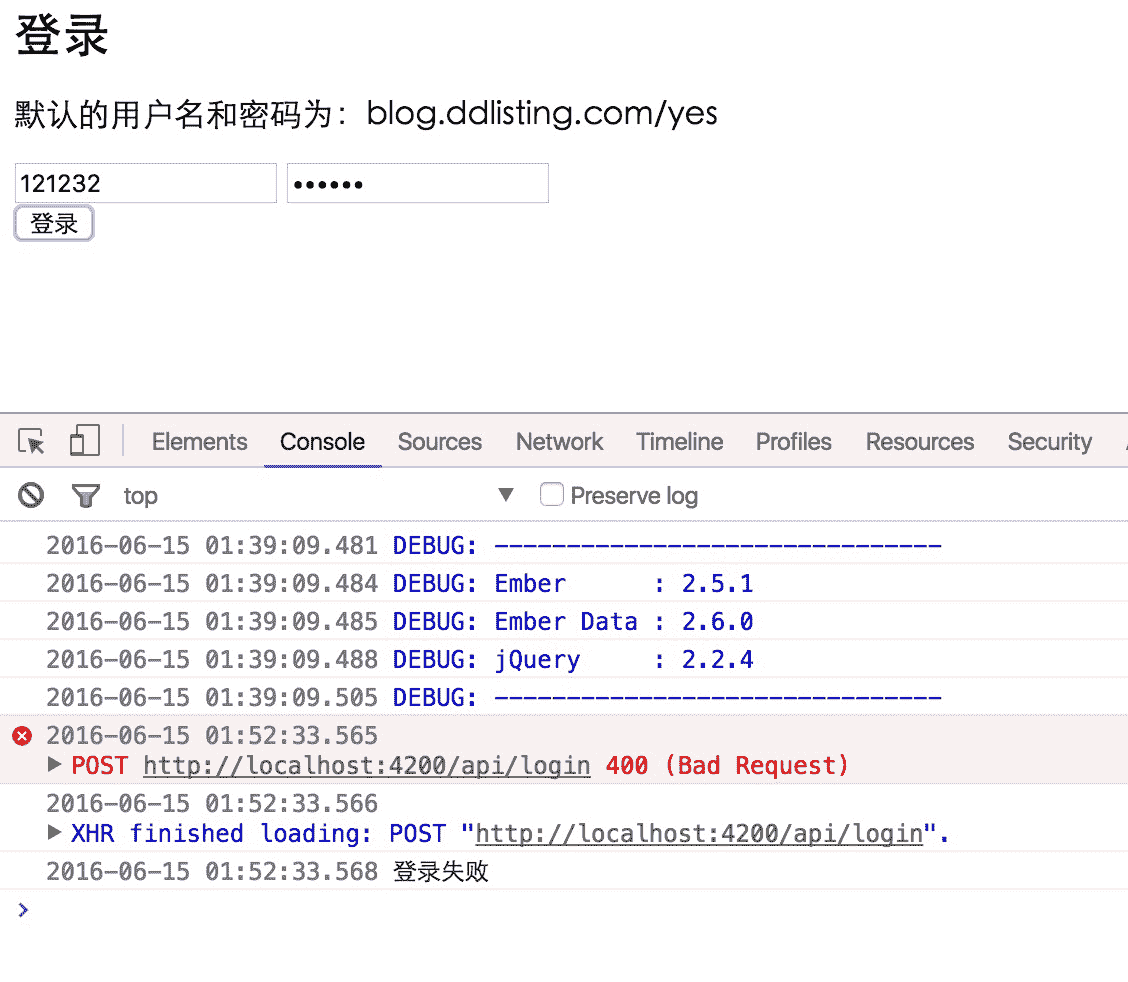 登录
默认的用户名和密码为：blog.ddlisting.com/yes
121232 ••••••
登录
Elements Console Sources Network Timeline Profiles Resources Security
top ▼ Preserve log
2016-06-15 01:39:09.481 DEBUG: -------------------------------
2016-06-15 01:39:09.484 DEBUG: Ember      : 2.5.1
2016-06-15 01:39:09.485 DEBUG: Ember Data : 2.6.0
2016-06-15 01:39:09.488 DEBUG: jQuery     : 2.2.4
2016-06-15 01:39:09.505 DEBUG: -------------------------------
2016-06-15 01:52:33.565
▶ POST http://localhost:4200/api/login 400 (Bad Request)
2016-06-15 01:52:33.566
▶ XHR finished loading: POST "http://localhost:4200/api/login".
2016-06-15 01:52:33.568 登录失败
>